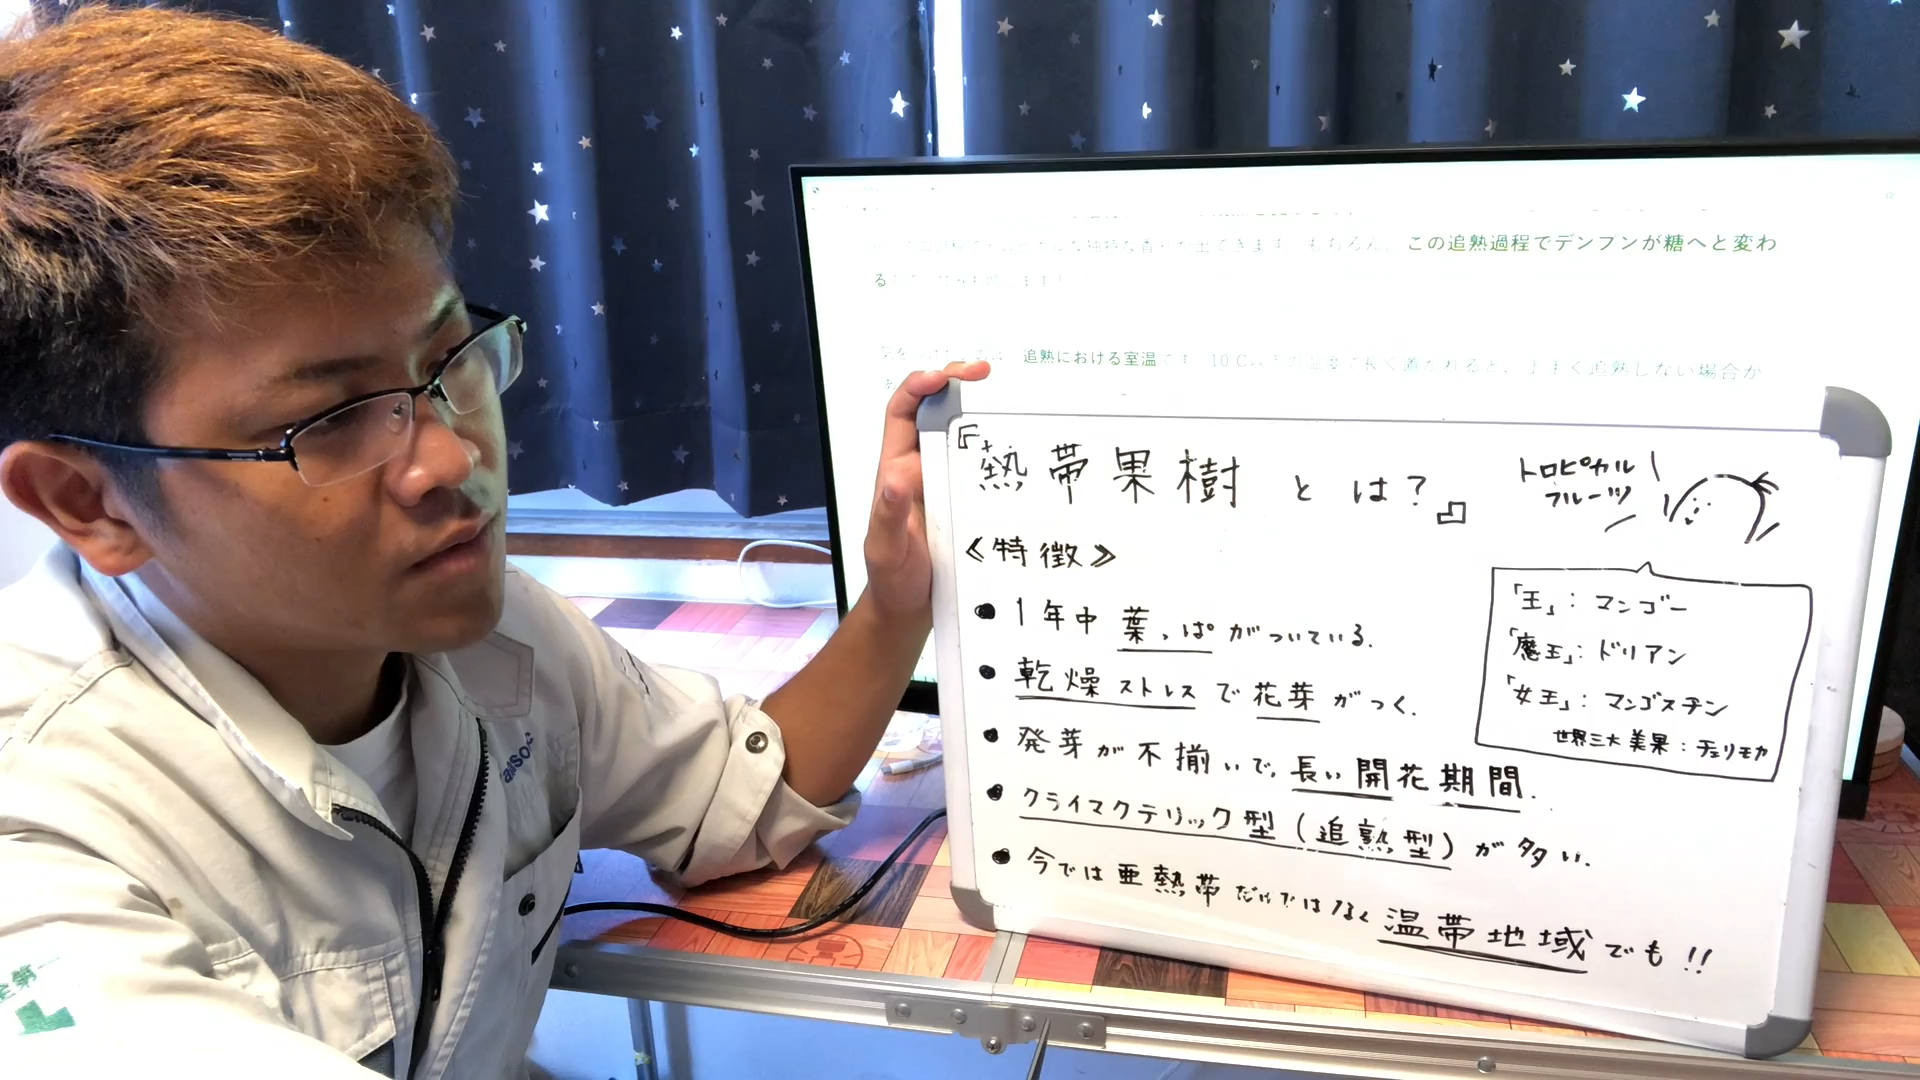 この追熟過程でデンプンが糖へと変わ
る
追熟における室温
『熱帯果樹とは？』
トロピカル
フルーツ
《特徴》
● 1年中葉っぱがついている.
● 乾燥ストレスで花芽がつく.
● 発芽が不揃いで、長い開花期間.
● クライマクテリック型(追熟型)が多い.
● 今では亜熱帯だけではなく温帯地域でも!!
「王」: マンゴー
「魔王」: ドリアン
「女王」: マンゴスチン
世界三大美果: チェリモヤ